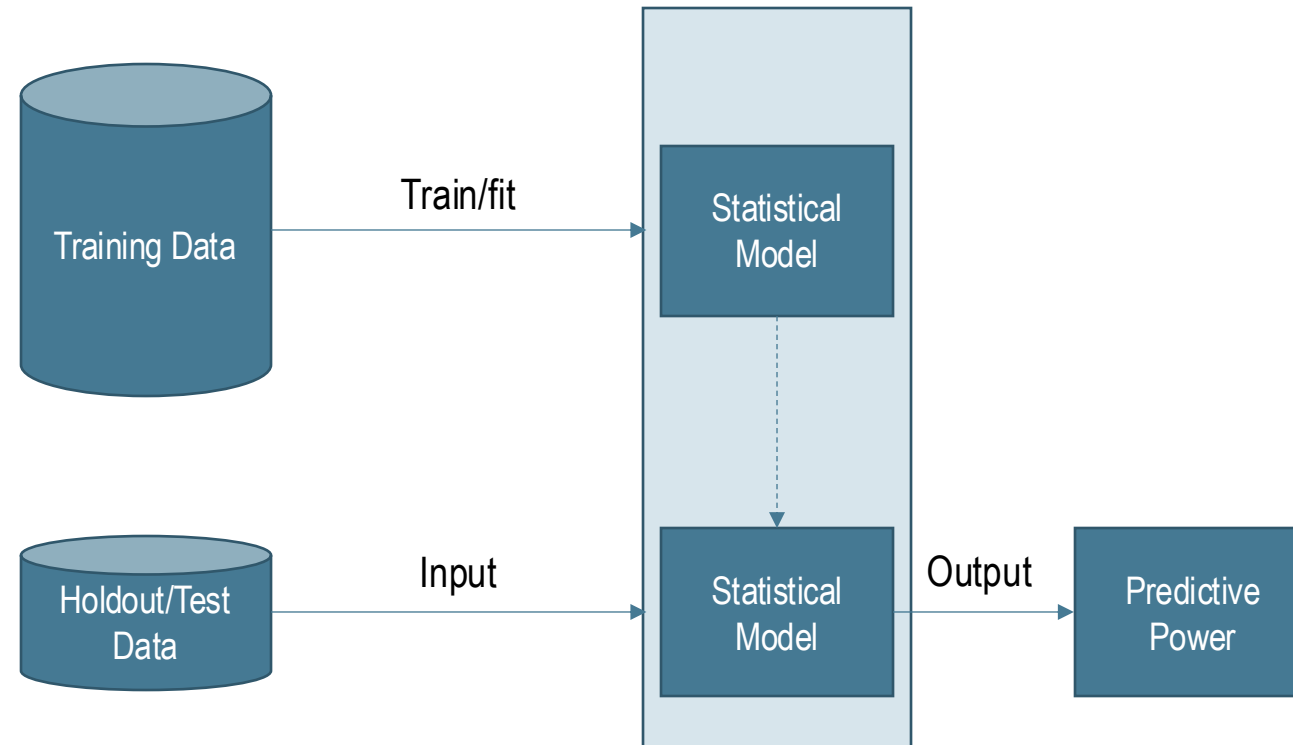 Training Data
Train/fit
Statistical
Model
Holdout/Test
Data
Input
Statistical
Model
Output
Predictive
Power